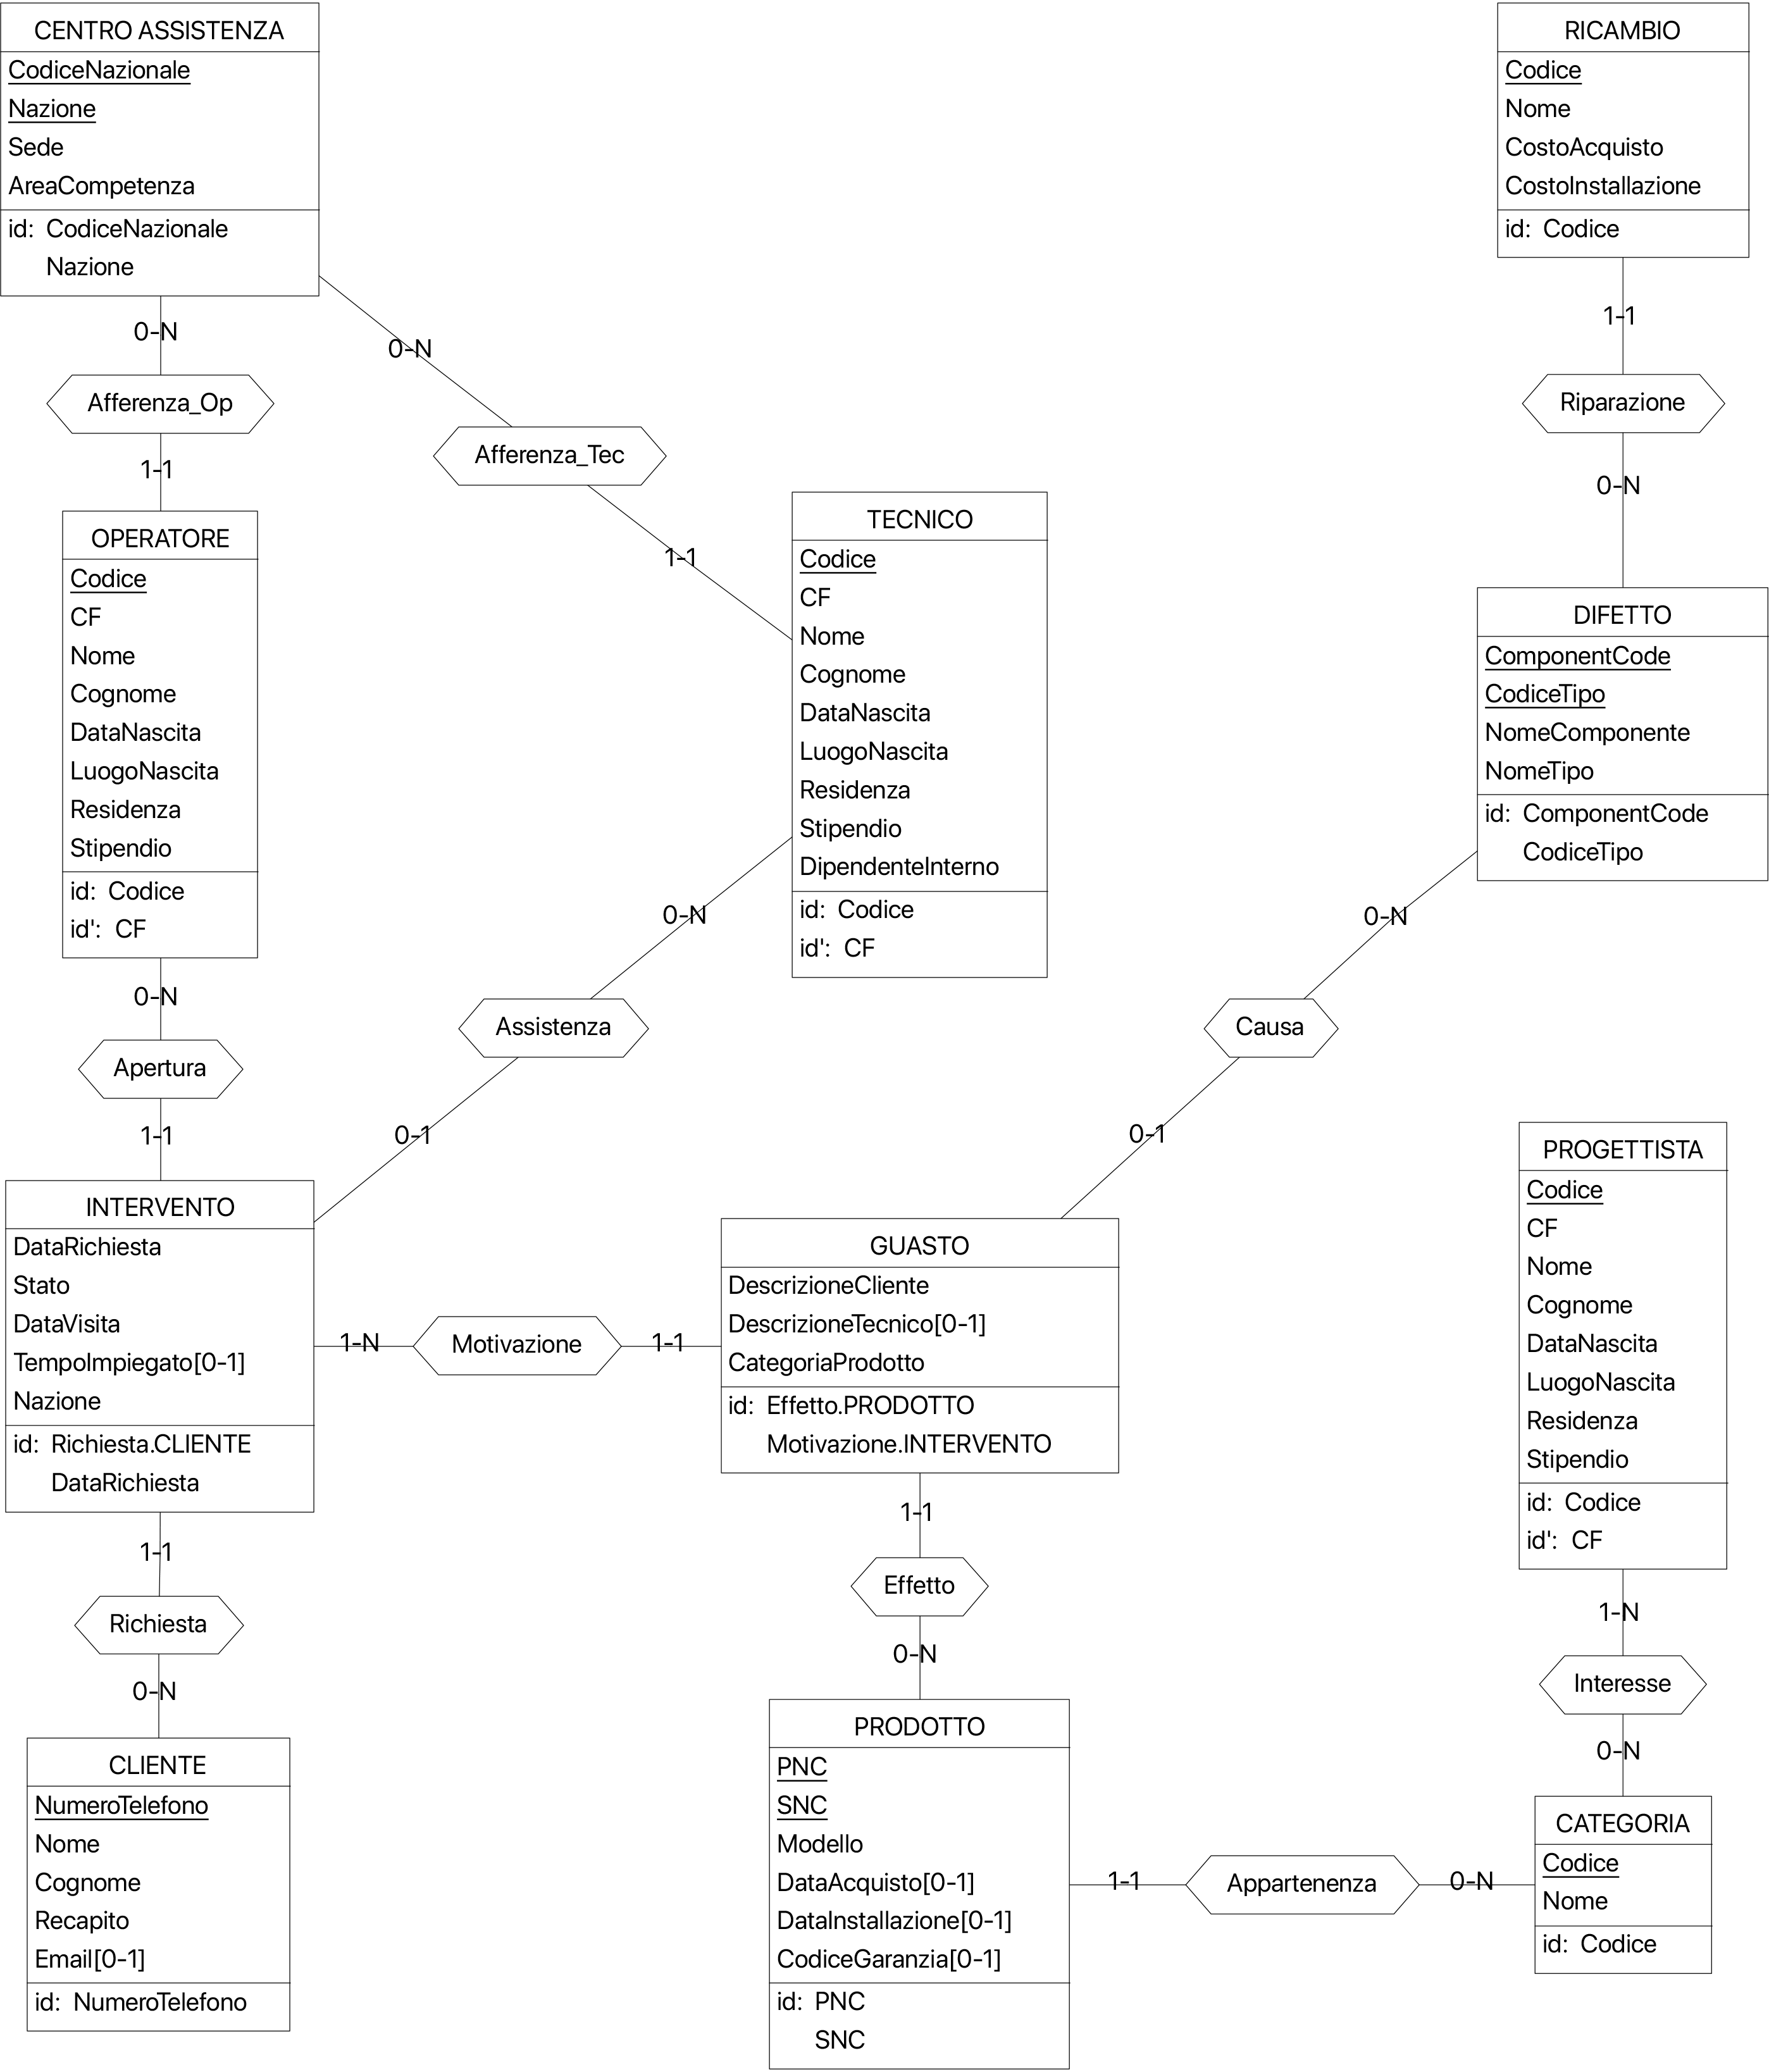 CENTRO ASSISTENZA
CodiceNazionale
Nazione
Sede
AreaCompetenza
id: CodiceNazionale
Nazione
RICAMBIO
Codice
Nome
CostoAcquisto
CostoInstallazione
id: Codice
0-N
0-N
1-1
Afferenza_Op
Afferenza_Tec
Riparazione
1-1
1-1
0-N
OPERATORE
Codice
CF
Nome
Cognome
DataNascita
LuogoNascita
Residenza
Stipendio
id: Codice
id': CF
TECNICO
Codice
CF
Nome
Cognome
DataNascita
LuogoNascita
Residenza
Stipendio
DipendenteInterno
id: Codice
id': CF
DIFETTO
ComponentCode
CodiceTipo
NomeComponente
NomeTipo
id: ComponentCode
CodiceTipo
0-N
0-N
0-N
Apertura
Assistenza
Causa
1-1
0-1
0-1
INTERVENTO
DataRichiesta
Stato
DataVisita
TempoImpiegato[0-1]
Nazione
id: Richiesta.CLIENTE
DataRichiesta
1-N
Motivazione
1-1
GUASTO
DescrizioneCliente
DescrizioneTecnico[0-1]
CategoriaProdotto
id: Effetto.PRODOTTO
Motivazione.INTERVENTO
PROGETTISTA
Codice
CF
Nome
Cognome
DataNascita
LuogoNascita
Residenza
Stipendio
id: Codice
id': CF
1-1
Richiesta
0-N
1-1
Effetto
0-N
1-N
Interesse
0-N
CLIENTE
NumeroTelefono
Nome
Cognome
Recapito
Email[0-1]
id: NumeroTelefono
PRODOTTO
PNC
SNC
Modello
DataAcquisto[0-1]
DataInstallazione[0-1]
CodiceGaranzia[0-1]
id: PNC
SNC
1-1
Appartenenza
0-N
CATEGORIA
Codice
Nome
id: Codice